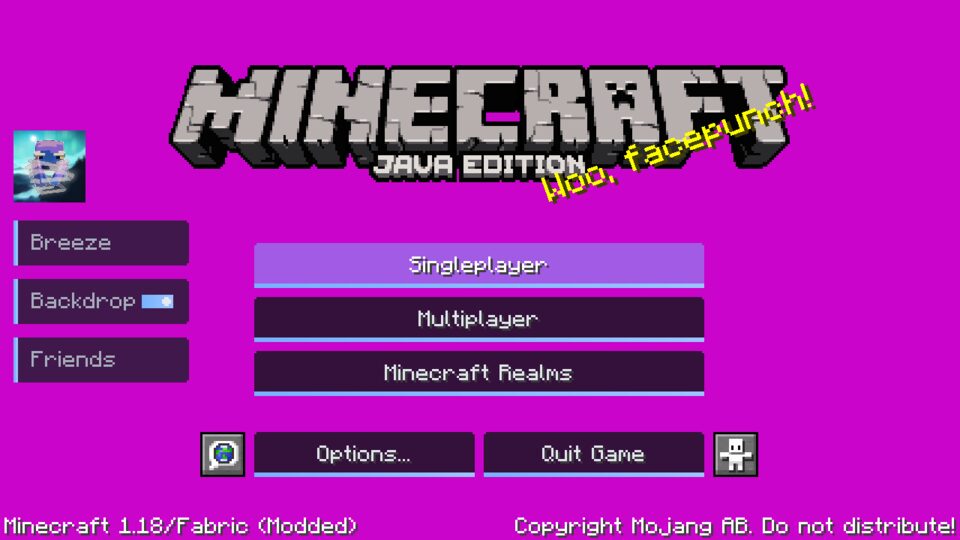 MINECRAFT
JAVA EDITION
Woo, facepunch!
Breeze
Backdrop
Friends
Singleplayer
Multiplayer
Minecraft Realms
Options...
Quit Game
Minecraft 1.18/Fabric (Modded)
Copyright Mojang AB. Do not distribute!